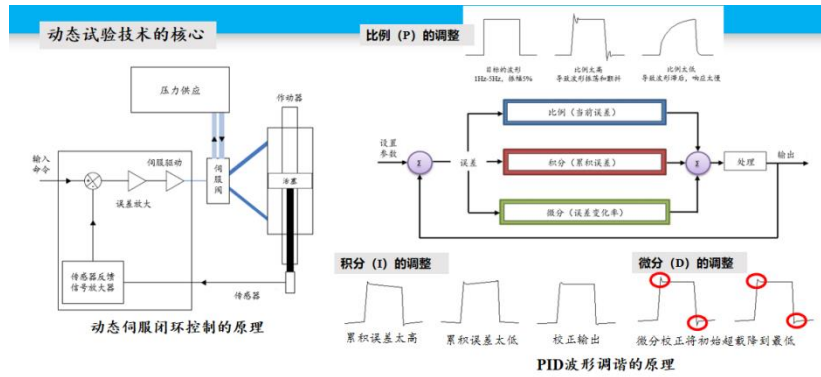 动态试验技术的核心
压力供应
作动器
输入
命令
伺服驱动
伺
服
阀
活塞
误差放大
传感器反馈
信号放大器
传感器
动态伺服闭环控制的原理
比例（P）的调整
目标的波形
1Hz-5Hz，振幅5%
比例太高
导致波形振荡和颤抖
比例太低
导致波形滞后，响应太慢
设置
参数
Σ
误差
比例（当前误差）
积分（累积误差）
微分（误差变化率）
Σ
处理
输出
积分（I）的调整
累积误差太高
累积误差太低
校正输出
微分（D）的调整
微分校正将初始超载降到最低
PID波形调谐的原理